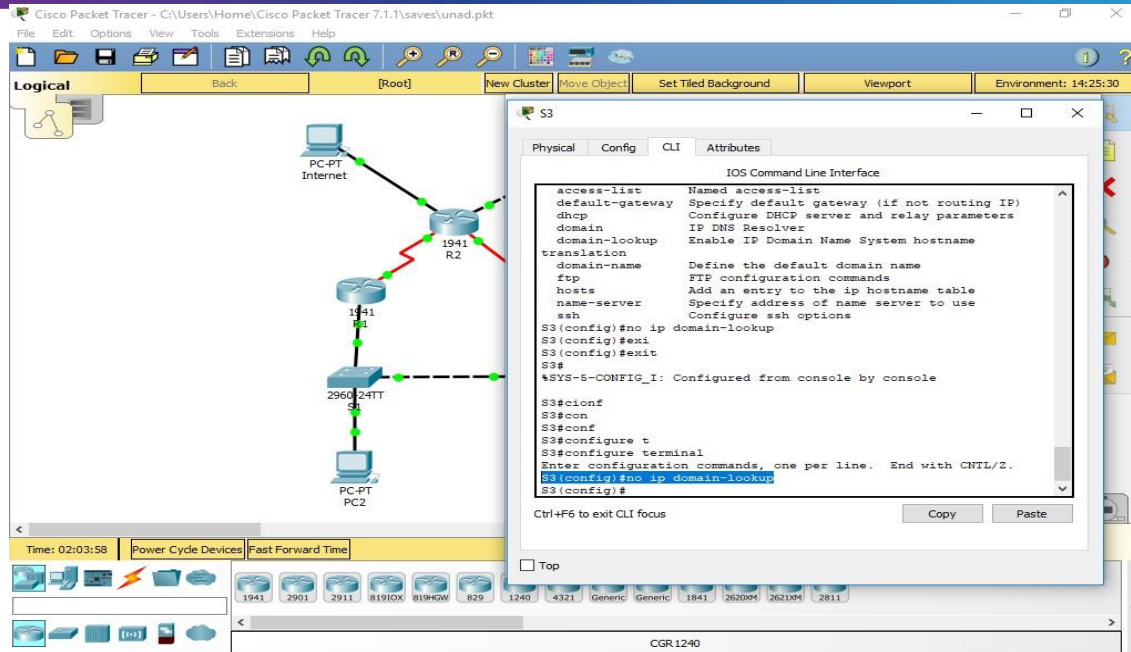 Cisco Packet Tracer - C:\Users\Home\Cisco Packet Tracer 7.1.1\saves\unad.pkt
File Edit Options View Tools Extensions Help
Logical Back [Root] New Cluster Move Object Set Tiled Background Viewport Environment: 14:25:30
PC-PT
Internet
1941
R2
1941
R1
2960-24TT
S1
PC-PT
PC2
S3
Physical Config CLI Attributes
IOS Command Line Interface
access-list Named access-list
default-gateway Specify default gateway (if not routing IP)
dhcp Configure DHCP server and relay parameters
domain IP DNS Resolver
domain-lookup Enable IP Domain Name System hostname
translation
domain-name Define the default domain name
ftp FTP configuration commands
hosts Add an entry to the ip hostname table
name-server Specify address of name server to use
ssh Configure ssh options
S3(config)#no ip domain-lookup
S3(config)#exi
S3(config)#exit
S3#
%SYS-5-CONFIG_I: Configured from console by console
S3#cionf
S3#con
S3#conf
S3#configure t
S3#configure terminal
Enter configuration commands, one per line. End with CNTL/Z.
S3(config)#no ip domain-lookup
S3(config)#
Ctrl+F6 to exit CLI focus Copy Paste
Top
Time: 02:03:58 Power Cycle Devices Fast Forward Time
1941 2901 2911 819IOX 819HGW 829 1240 4321 Generic Generic 1841 2620XM 2621XM 2811
CGR1240